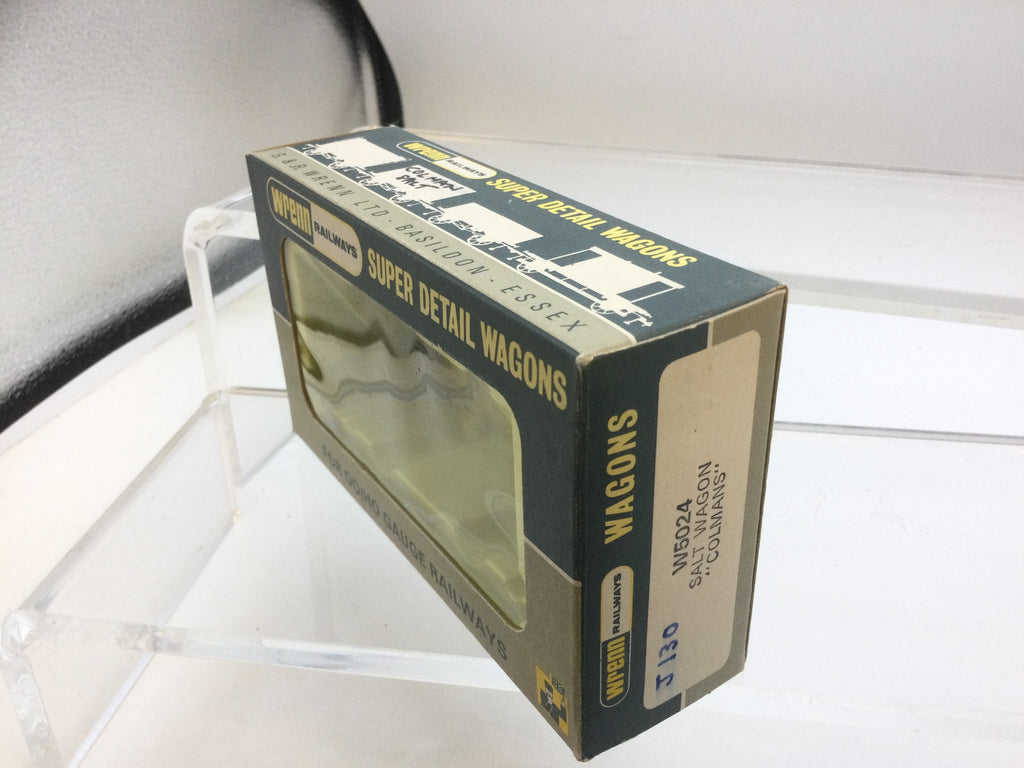 wrenn RAILWAYS
SUPER DETAIL WAGONS
COLMAN
SALT
G & R WRENN LTD - BASILDON - ESSEX
wrenn RAILWAYS
SUPER DETAIL WAGONS
FOR OO/HO GAUGE RAILWAYS
wrenn RAILWAYS
WAGONS
W5024
SALT WAGON
"COLMANS"
J 130